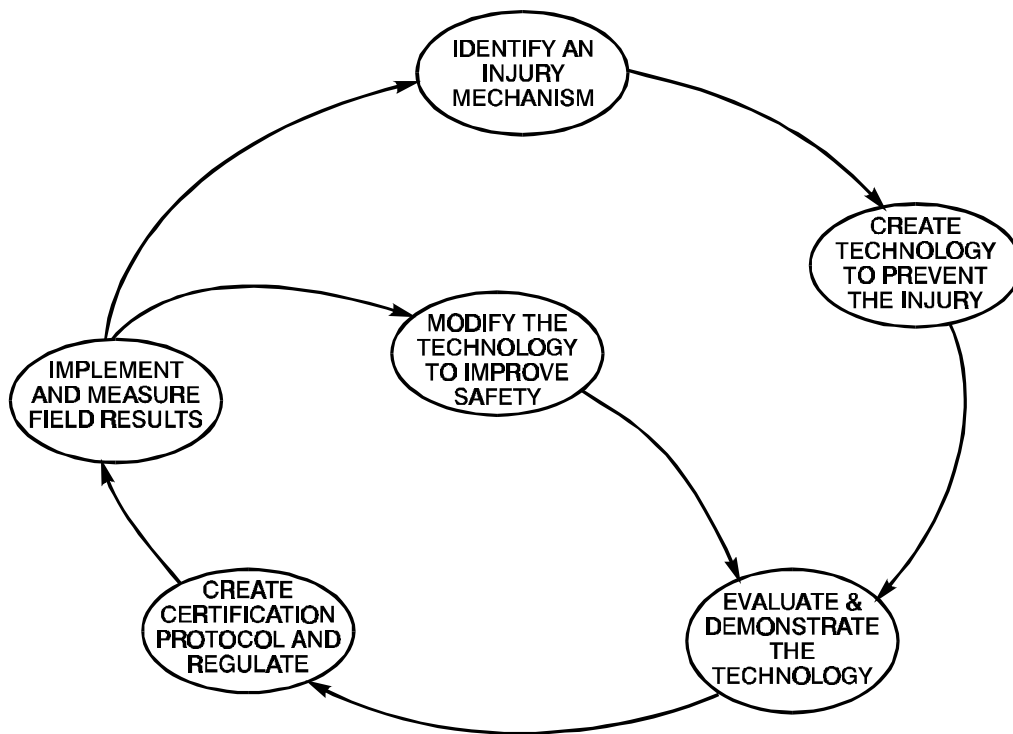 IDENTIFY AN
INJURY
MECHANISM
CREATE
TECHNOLOGY
TO PREVENT
THE INJURY
MODIFY THE
TECHNOLOGY
TO IMPROVE
SAFETY
IMPLEMENT
AND MEASURE
FIELD RESULTS
CREATE
CERTIFICATION
PROTOCOL AND
REGULATE
EVALUATE &
DEMONSTRATE
THE
TECHNOLOGY